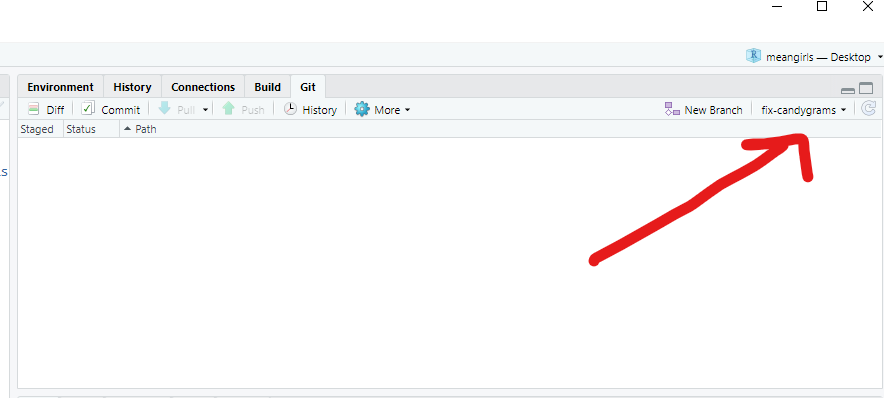 meangirls — Desktop
Environment History Connections Build Git
Diff Commit Pull Push History More New Branch fix-candygrams
Staged Status Path